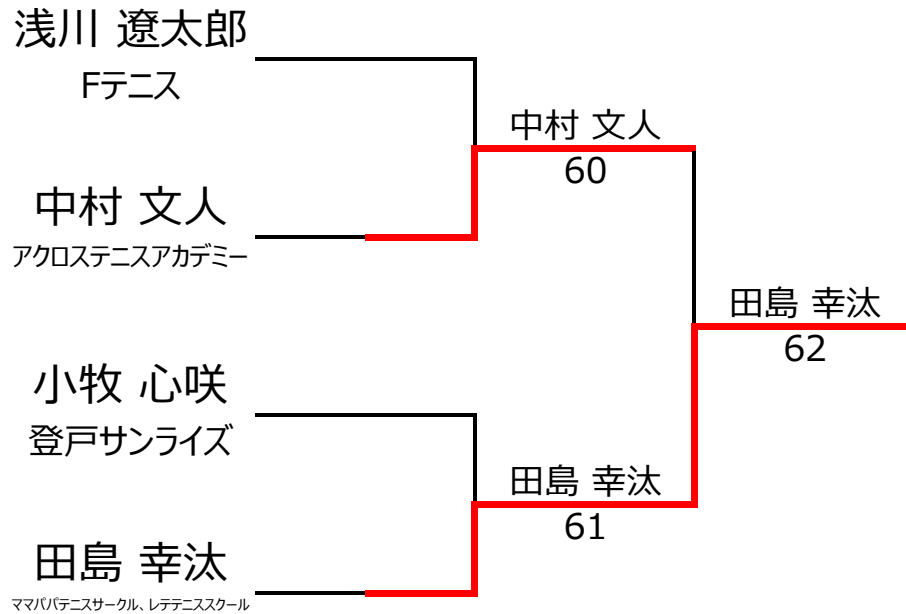 浅川 遼太郎
Fテニス
中村 文人
60
中村 文人
アクロステニスアカデミー
田島 幸汰
62
小牧 心咲
登戸サンライズ
田島 幸汰
61
田島 幸汰
ママパパテニスサークル、レテテニススクール